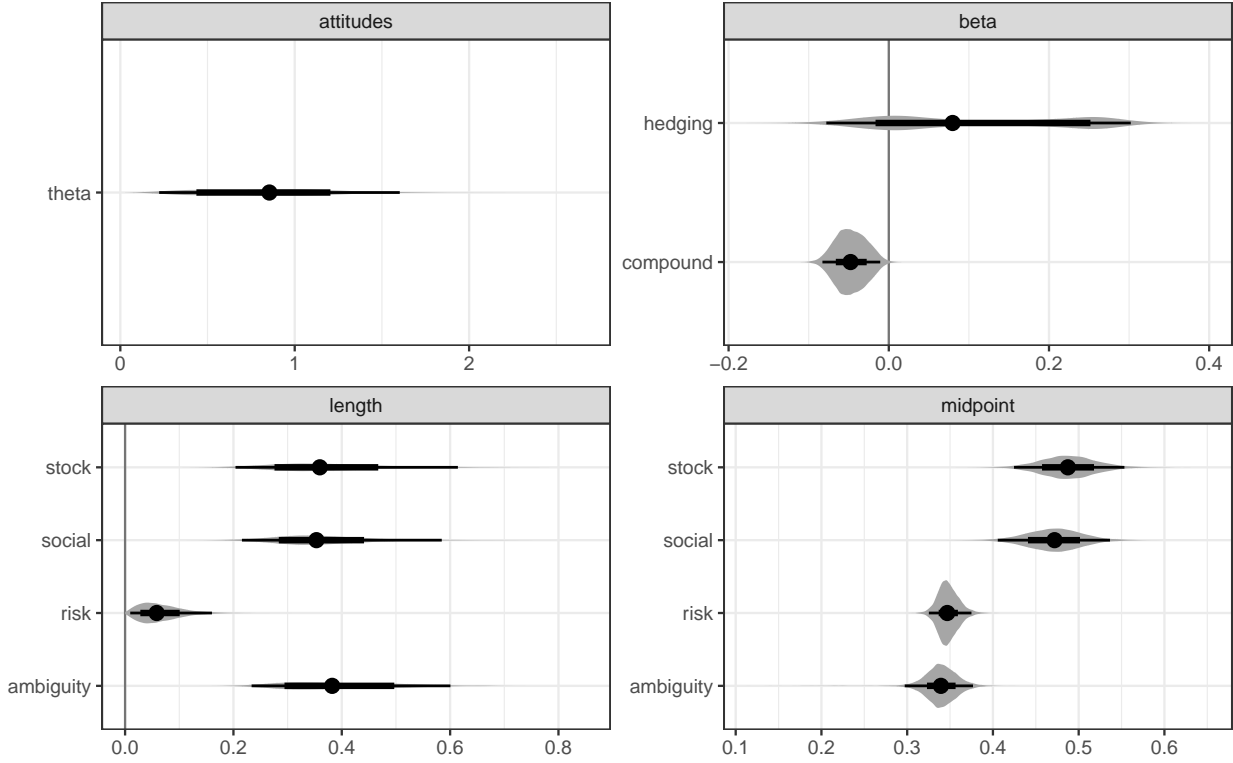 attitudes
theta
0 1 2
beta
hedging
compound
−0.2 0.0 0.2 0.4
length
stock
social
risk
ambiguity
0.0 0.2 0.4 0.6 0.8
midpoint
stock
social
risk
ambiguity
0.1 0.2 0.3 0.4 0.5 0.6